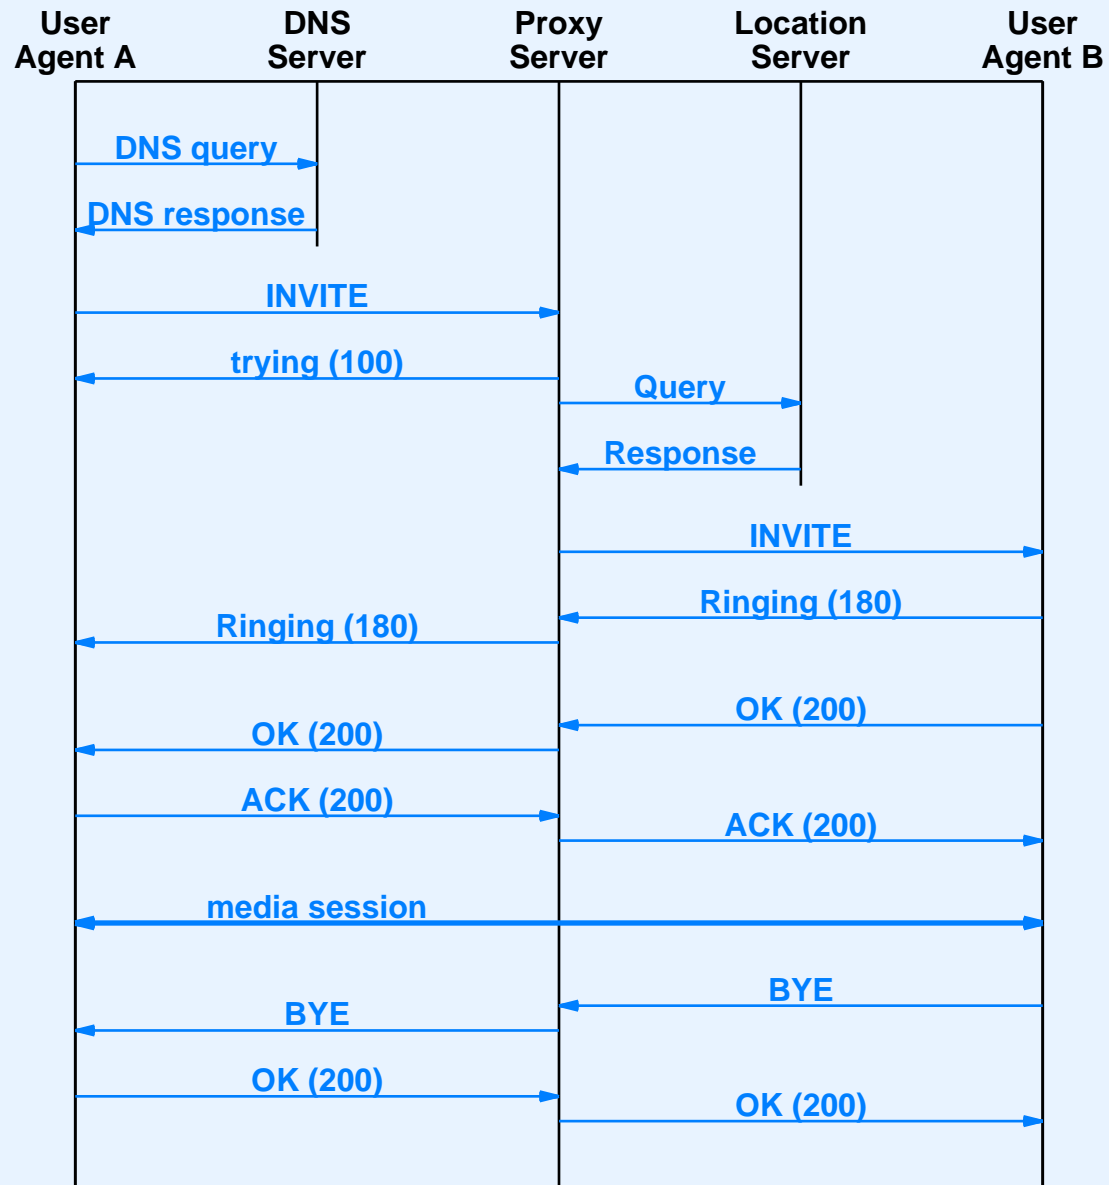 User DNS Proxy Location User
Agent A Server Server Server Agent B
DNS query
DNS response
INVITE
trying (100)
Query
Response
INVITE
Ringing (180)
Ringing (180)
OK (200)
OK (200)
ACK (200)
ACK (200)
media session
BYE
BYE
OK (200)
OK (200)